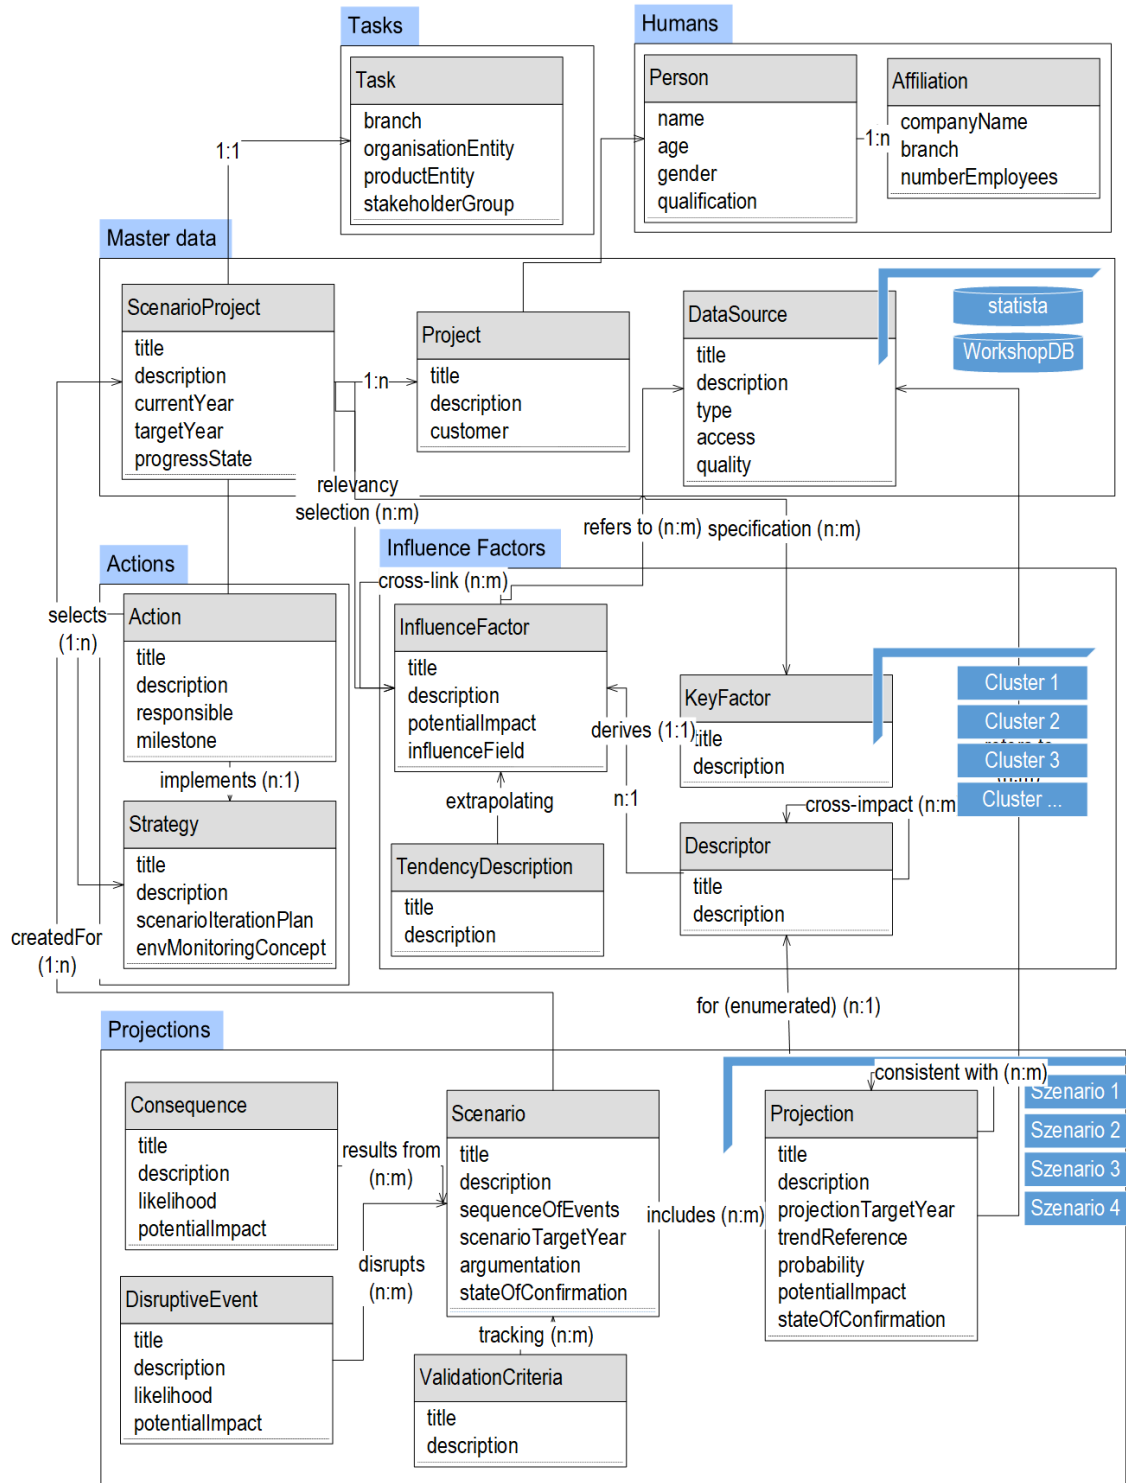 Tasks
Task
branch
organisationEntity
productEntity
stakeholderGroup
1:1
Humans
Person
name
age
gender
qualification
1:n
Affiliation
companyName
branch
numberEmployees
Master data
ScenarioProject
title
description
currentYear
targetYear
progressState
1:n
Project
title
description
customer
DataSource
title
description
type
access
quality
statista
WorkshopDB
relevancy
selection (n:m)
refers to (n:m)
specification (n:m)
Actions
selects
(1:n)
Action
title
description
responsible
milestone
implements (n:1)
Strategy
title
description
scenarioIterationPlan
envMonitoringConcept
createdFor
(1:n)
Influence Factors
cross-link (n:m)
InfluenceFactor
title
description
potentialImpact
influenceField
extrapolating
TendencyDescription
title
description
derives (1:1)
n:1
KeyFactor
title
description
Cluster 1
Cluster 2
Cluster 3
Cluster ...
cross-impact (n:m
Descriptor
title
description
for (enumerated) (n:1)
Projections
Consequence
title
description
likelihood
potentialImpact
results from
(n:m)
DisruptiveEvent
title
description
likelihood
potentialImpact
disrupts
(n:m)
Scenario
title
description
sequenceOfEvents
scenarioTargetYear
argumentation
stateOfConfirmation
tracking (n:m)
ValidationCriteria
title
description
includes (n:m)
consistent with (n:m)
Projection
title
description
projectionTargetYear
trendReference
probability
potentialImpact
stateOfConfirmation
Szenario 1
Szenario 2
Szenario 3
Szenario 4